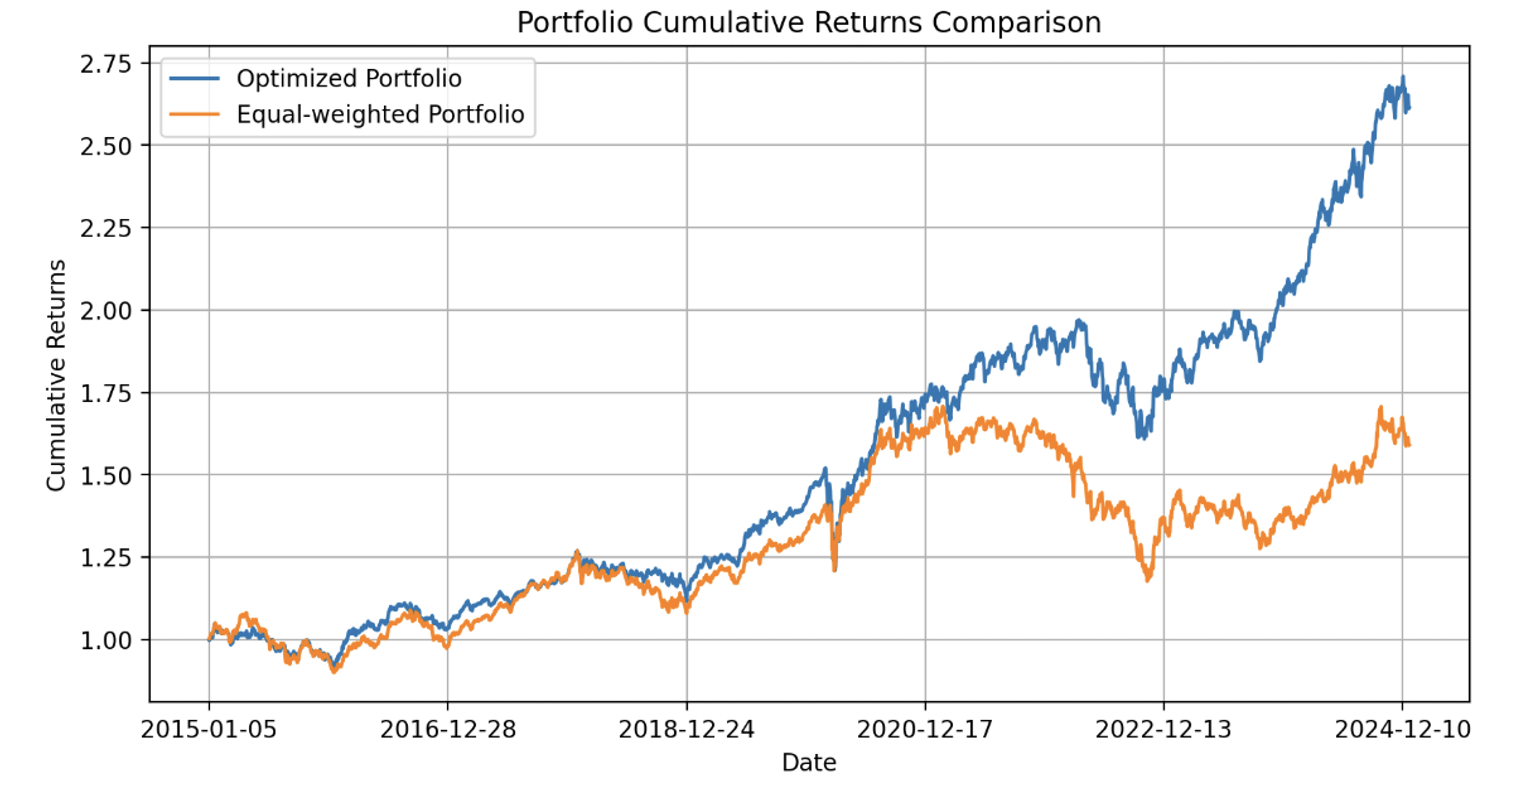 Portfolio Cumulative Returns Comparison
Optimized Portfolio
Equal-weighted Portfolio
2.75
2.50
2.25
2.00
1.75
1.50
1.25
1.00
Cumulative Returns
2015-01-05 2016-12-28 2018-12-24 2020-12-17 2022-12-13 2024-12-10
Date